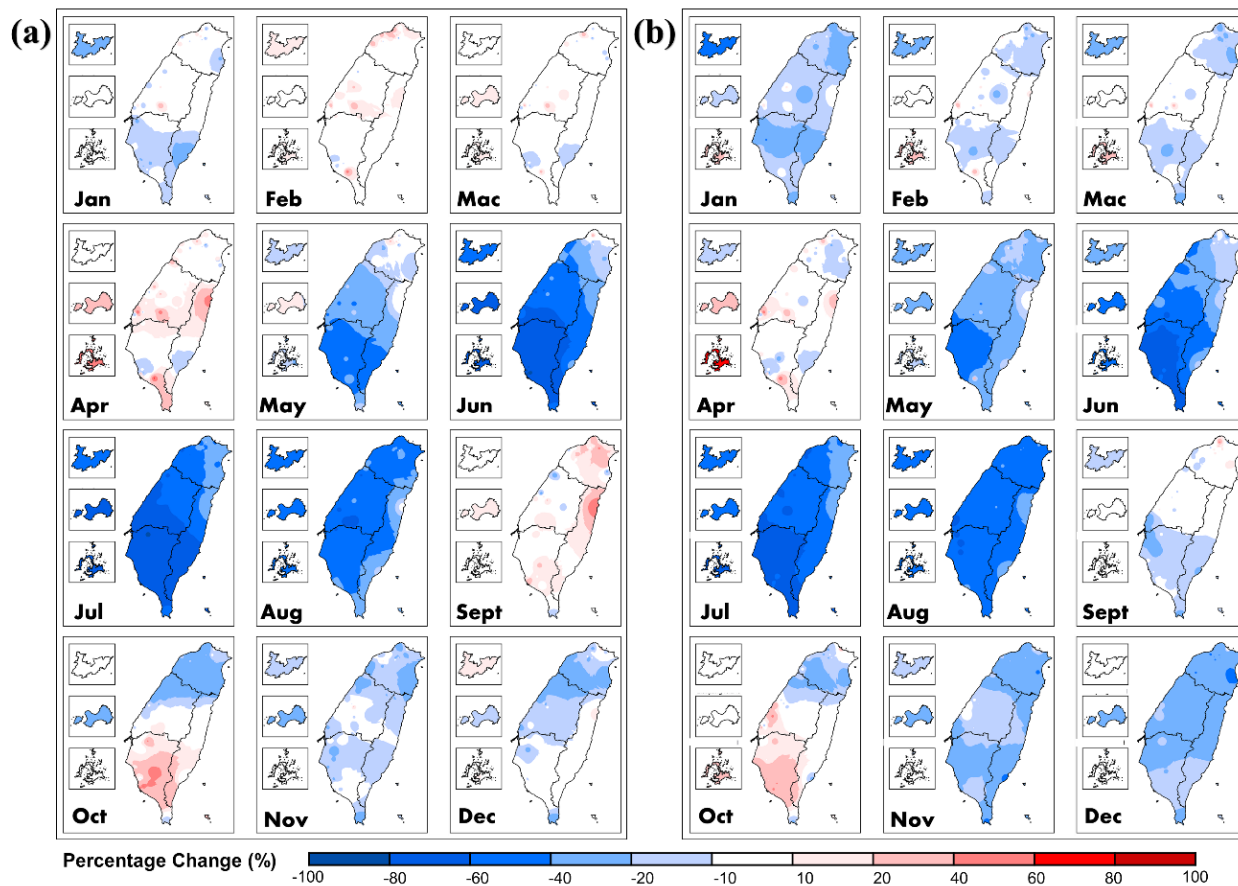 (a) (b)
Jan Feb Mac Jan Feb Mac
Apr May Jun Apr May Jun
Jul Aug Sept Jul Aug Sept
Oct Nov Dec Oct Nov Dec
Percentage Change (%)
-100 -80 -60 -40 -20 -10 10 20 40 60 80 100